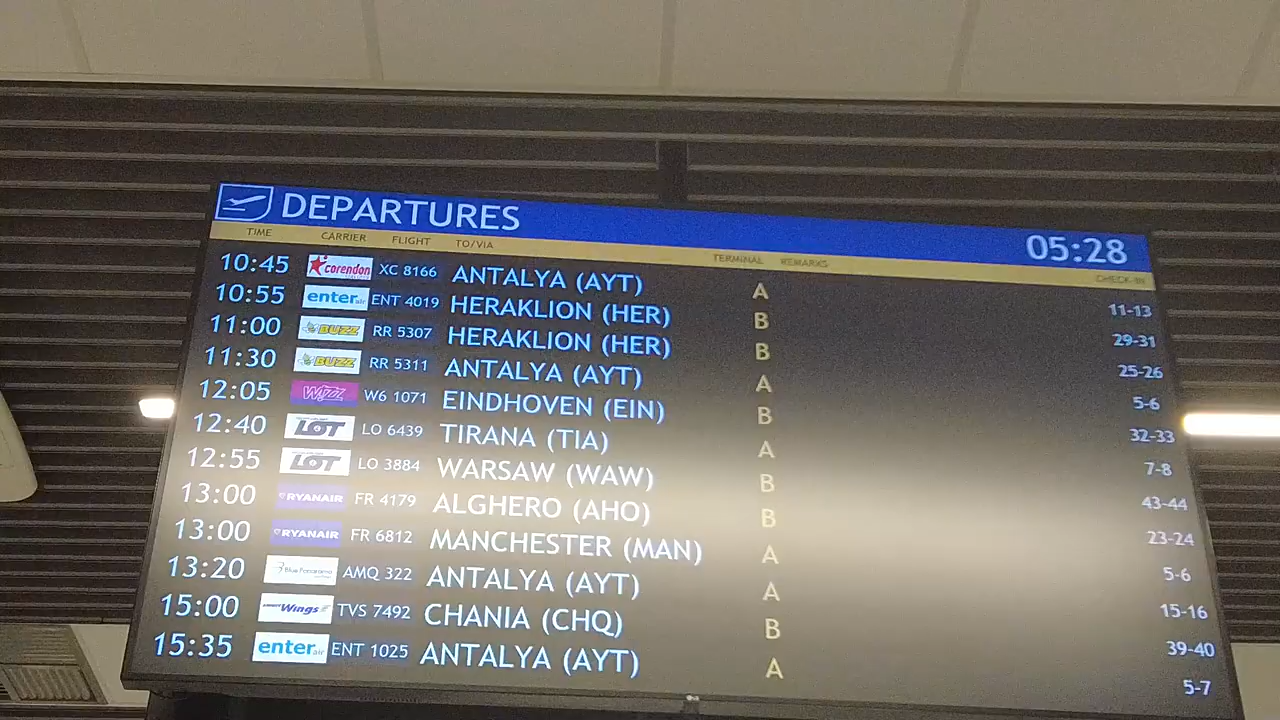 DEPARTURES 05:28
TIME CARRIER FLIGHT TO/VIA TERMINAL REMARKS CHECK-IN
10:45 corendon XC 8166 ANTALYA (AYT) A 11-13
10:55 enter air ENT 4019 HERAKLION (HER) B 29-31
11:00 BUZZ RR 5307 HERAKLION (HER) B 25-26
11:30 BUZZ RR 5311 ANTALYA (AYT) A 5-6
12:05 Wizz W6 1071 EINDHOVEN (EIN) B 32-33
12:40 LOT LO 6439 TIRANA (TIA) A 7-8
12:55 LOT LO 3884 WARSAW (WAW) B 43-44
13:00 RYANAIR FR 4179 ALGHERO (AHO) B 23-24
13:00 RYANAIR FR 6812 MANCHESTER (MAN) A 5-6
13:20 Blue Panorama AMQ 322 ANTALYA (AYT) A 15-16
15:00 Wings TVS 7492 CHANIA (CHQ) B 39-40
15:35 enter air ENT 1025 ANTALYA (AYT) A 5-7
LG